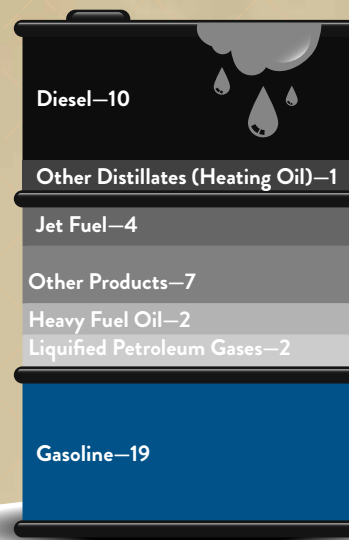 Diesel—10
Other Distillates (Heating Oil)—1
Jet Fuel—4
Other Products—7
Heavy Fuel Oil—2
Liquified Petroleum Gases—2
Gasoline—19